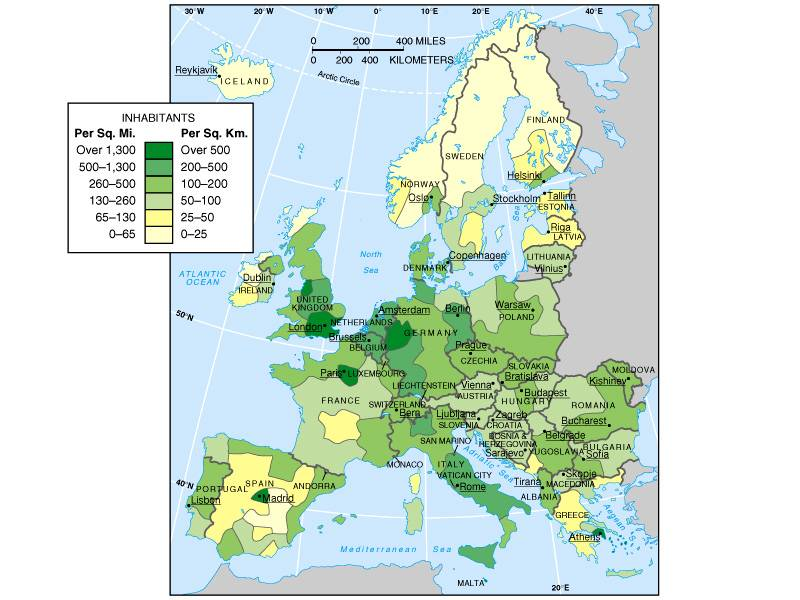 30°W
20°W
10°W
0°
10°E
20°E
40°E
0 200 400 MILES
0 200 400 KILOMETERS
Arctic Circle
Reykjavík
ICELAND
INHABITANTS
Per Sq. Mi. Per Sq. Km.
Over 1,300 Over 500
500–1,300 200–500
260–500 100–200
130–260 50–100
65–130 25–50
0–65 0–25
FINLAND
SWEDEN
NORWAY
Helsinki
Oslo
Stockholm
Tallinn
ESTONIA
Riga
LATVIA
Baltic Sea
LITHUANIA
Vilnius
North
Sea
DENMARK
Copenhagen
ATLANTIC
OCEAN
Dublin
IRELAND
UNITED
KINGDOM
London
50°N
NETHERLANDS
Amsterdam
Brussels
BELGIUM
GERMANY
Berlin
Warsaw
POLAND
Prague
CZECHIA
SLOVAKIA
Paris
LUXEMBOURG
LIECHTENSTEIN
Vienna
AUSTRIA
Bratislava
Budapest
HUNGARY
MOLDOVA
Kishinev
FRANCE
SWITZERLAND
Bern
Ljubljana
SLOVENIA
Zagreb
CROATIA
ROMANIA
Bucharest
SAN MARINO
BOSNIA &
HERZEGOVINA
Sarajevo
Belgrade
YUGOSLAVIA
BULGARIA
Sofia
MONACO
ITALY
VATICAN CITY
Rome
Adriatic Sea
Skopje
MACEDONIA
Tirana
ALBANIA
40°N
PORTUGAL
Lisbon
SPAIN
Madrid
ANDORRA
GREECE
Athens
Aegean Sea
Mediterranean Sea
MALTA
20°E